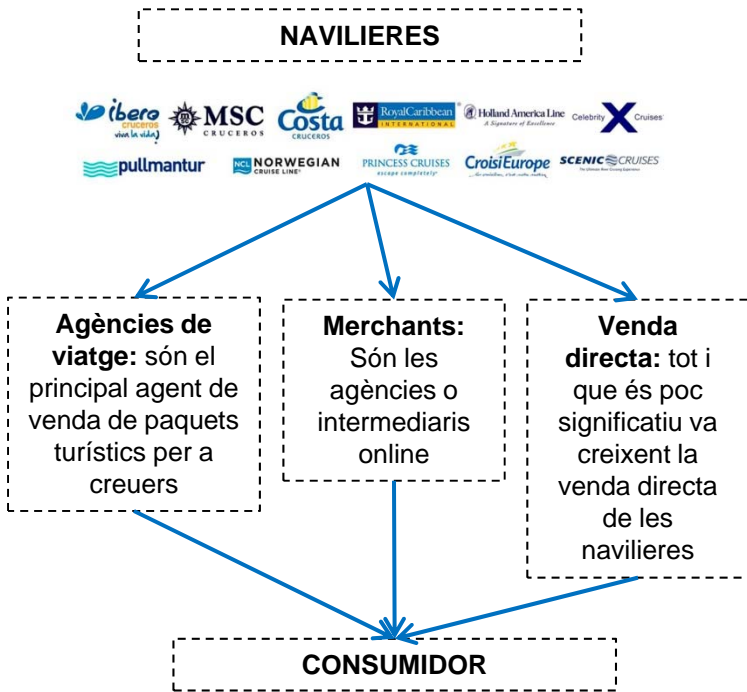 NAVILIERES
ibero
cruceros
viva la vida)
MSC
CRUCEROS
Costa
CRUCEROS
RoyalCaribbean
INTERNATIONAL
Holland America Line
A Signature of Excellence
Celebrity X Cruises
pullmantur
NCL NORWEGIAN
CRUISE LINE
PRINCESS CRUISES
escape completely
CroisiEurope
SCENIC CRUISES
Agències de
viatge: són el
principal agent de
venda de paquets
turístics per a
creuers
Merchants:
Són les
agències o
intermediaris
online
Venda
directa: tot i
que és poc
significatiu va
creixent la
venda directa
de les
navilieres
CONSUMIDOR